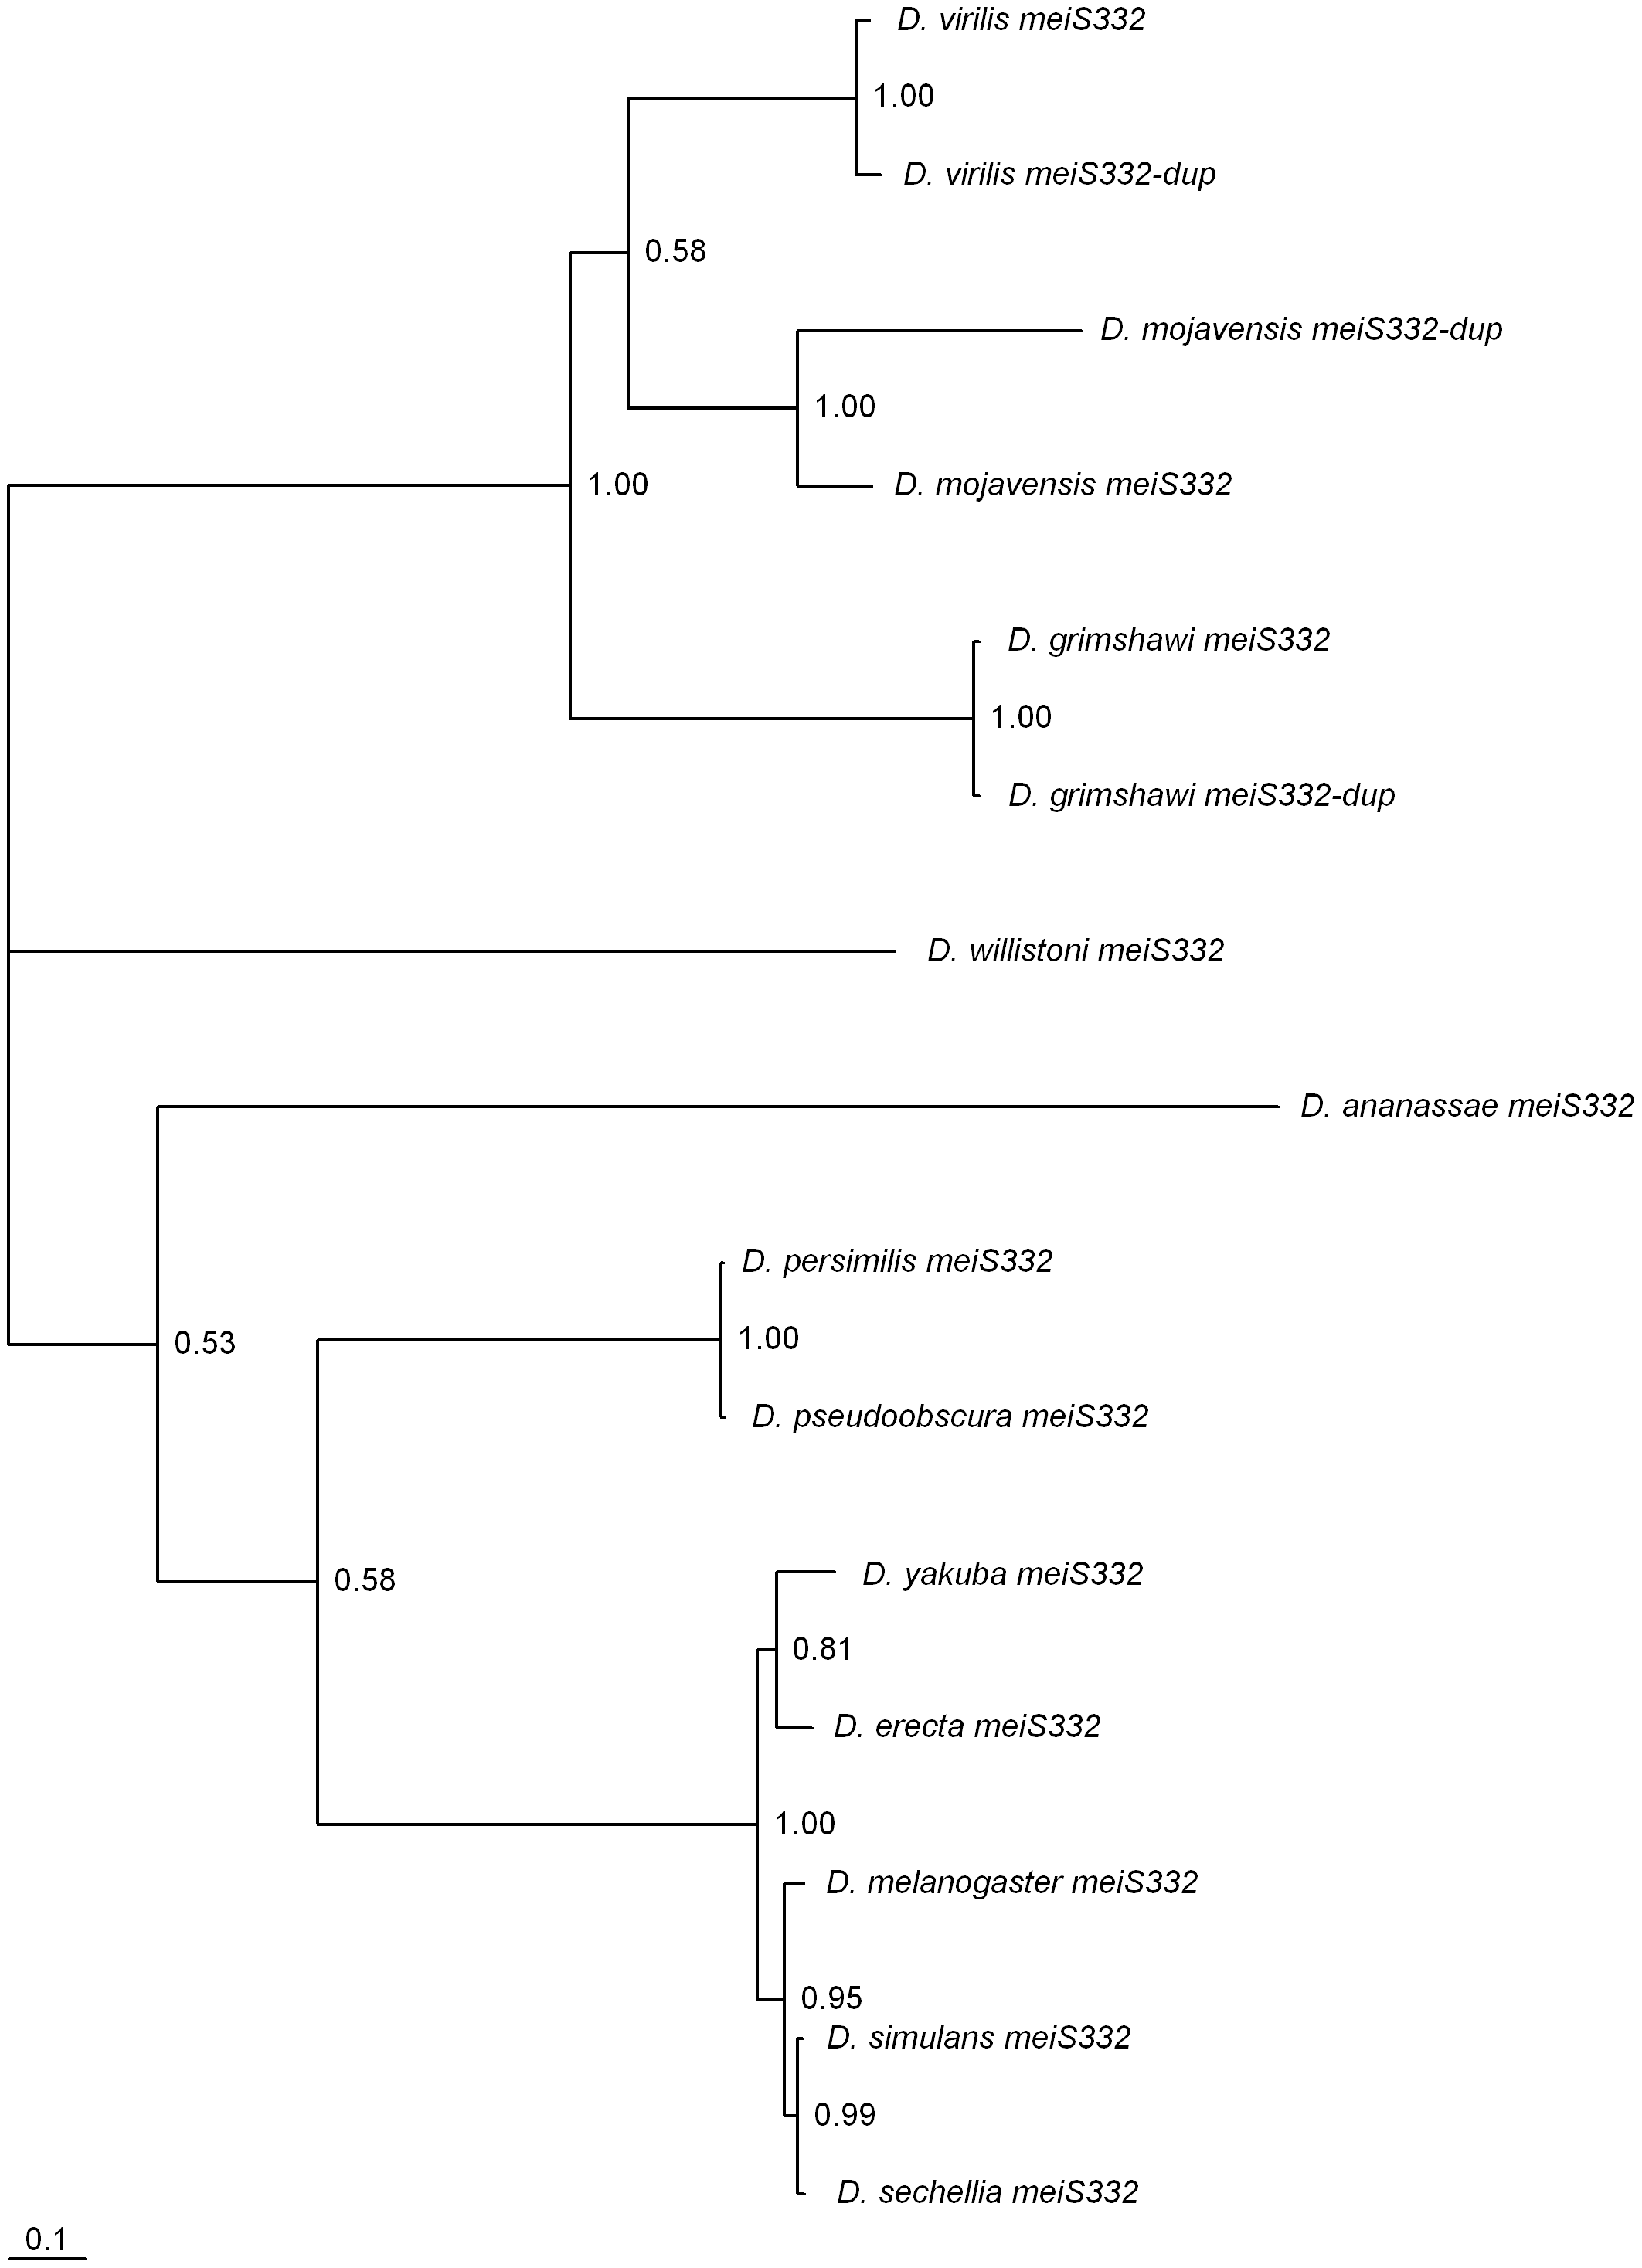 D. virilis meiS332
1.00
D. virilis meiS332-dup
0.58
D. mojavensis meiS332-dup
1.00
D. mojavensis meiS332
1.00
D. grimshawi meiS332
1.00
D. grimshawi meiS332-dup
D. willistoni meiS332
D. ananassae meiS332
D. persimilis meiS332
1.00
0.53
D. pseudoobscura meiS332
D. yakuba meiS332
0.58
0.81
D. erecta meiS332
1.00
D. melanogaster meiS332
0.95
D. simulans meiS332
0.99
D. sechellia meiS332
0.1